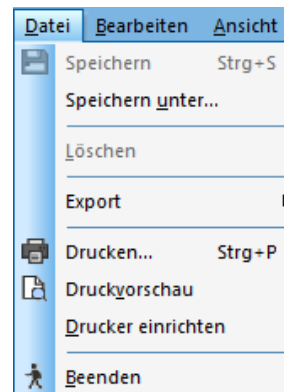 Datei Bearbeiten Ansicht
Speichern Strg+S
Speichern unter...
Löschen
Export
Drucken... Strg+P
Druckvorschau
Drucker einrichten
Beenden